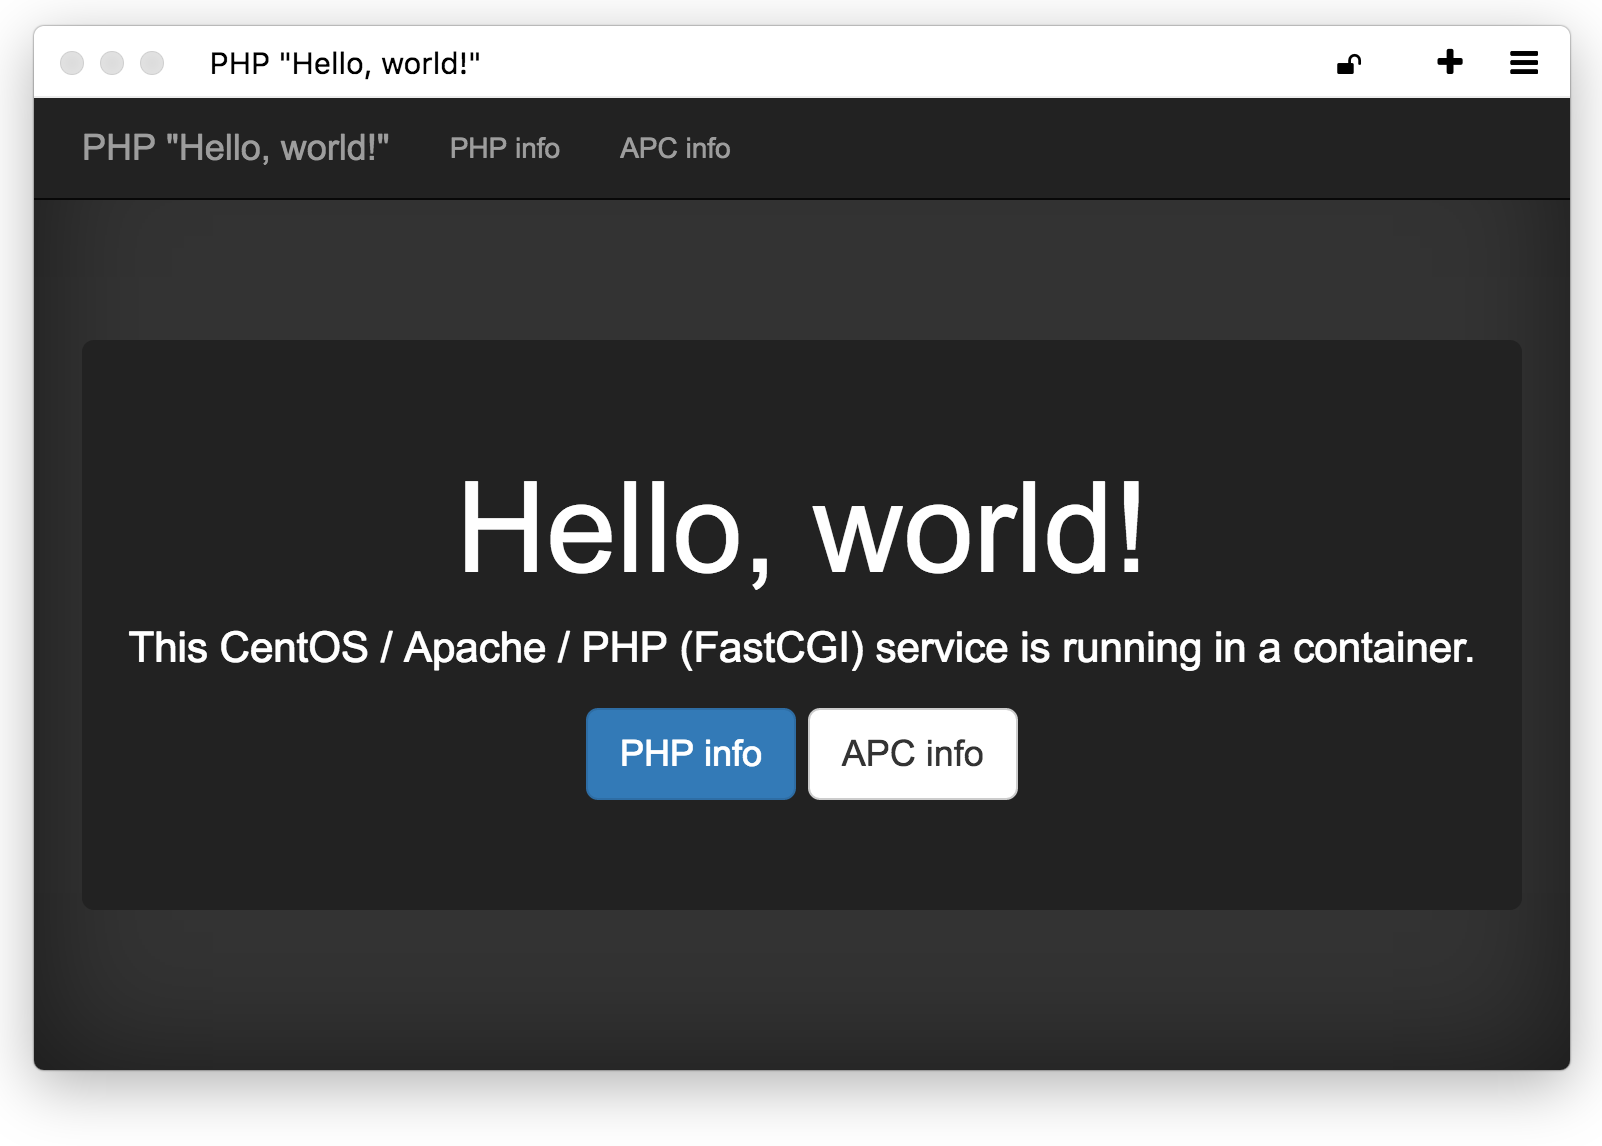 PHP "Hello, world!"
PHP "Hello, world!" PHP info APC info
Hello, world!
This CentOS / Apache / PHP (FastCGI) service is running in a container.
PHP info APC info